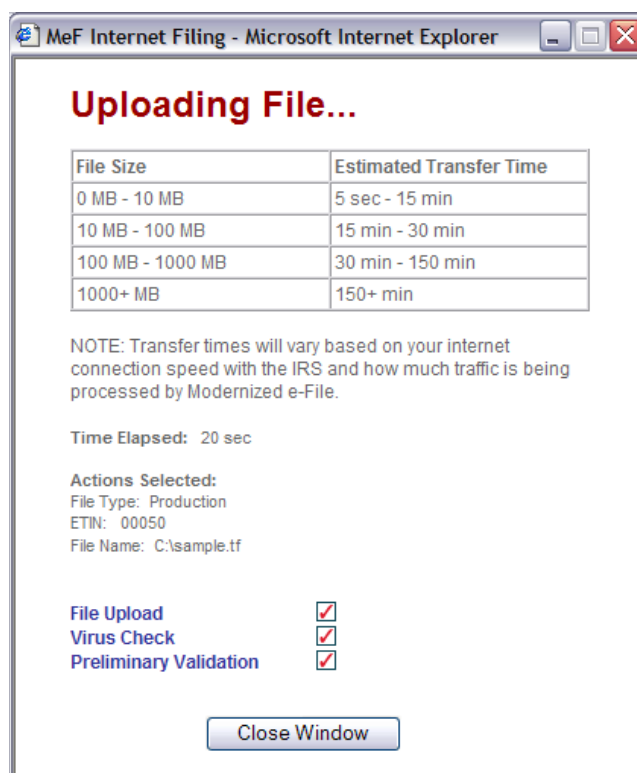 MeF Internet Filing - Microsoft Internet Explorer
Uploading File...
File Size Estimated Transfer Time
0 MB - 10 MB 5 sec - 15 min
10 MB - 100 MB 15 min - 30 min
100 MB - 1000 MB 30 min - 150 min
1000+ MB 150+ min
NOTE: Transfer times will vary based on your internet
connection speed with the IRS and how much traffic is being
processed by Modernized e-File.
Time Elapsed: 20 sec
Actions Selected:
File Type: Production
ETIN: 00050
File Name: C:\sample.tf
File Upload
Virus Check
Preliminary Validation
Close Window